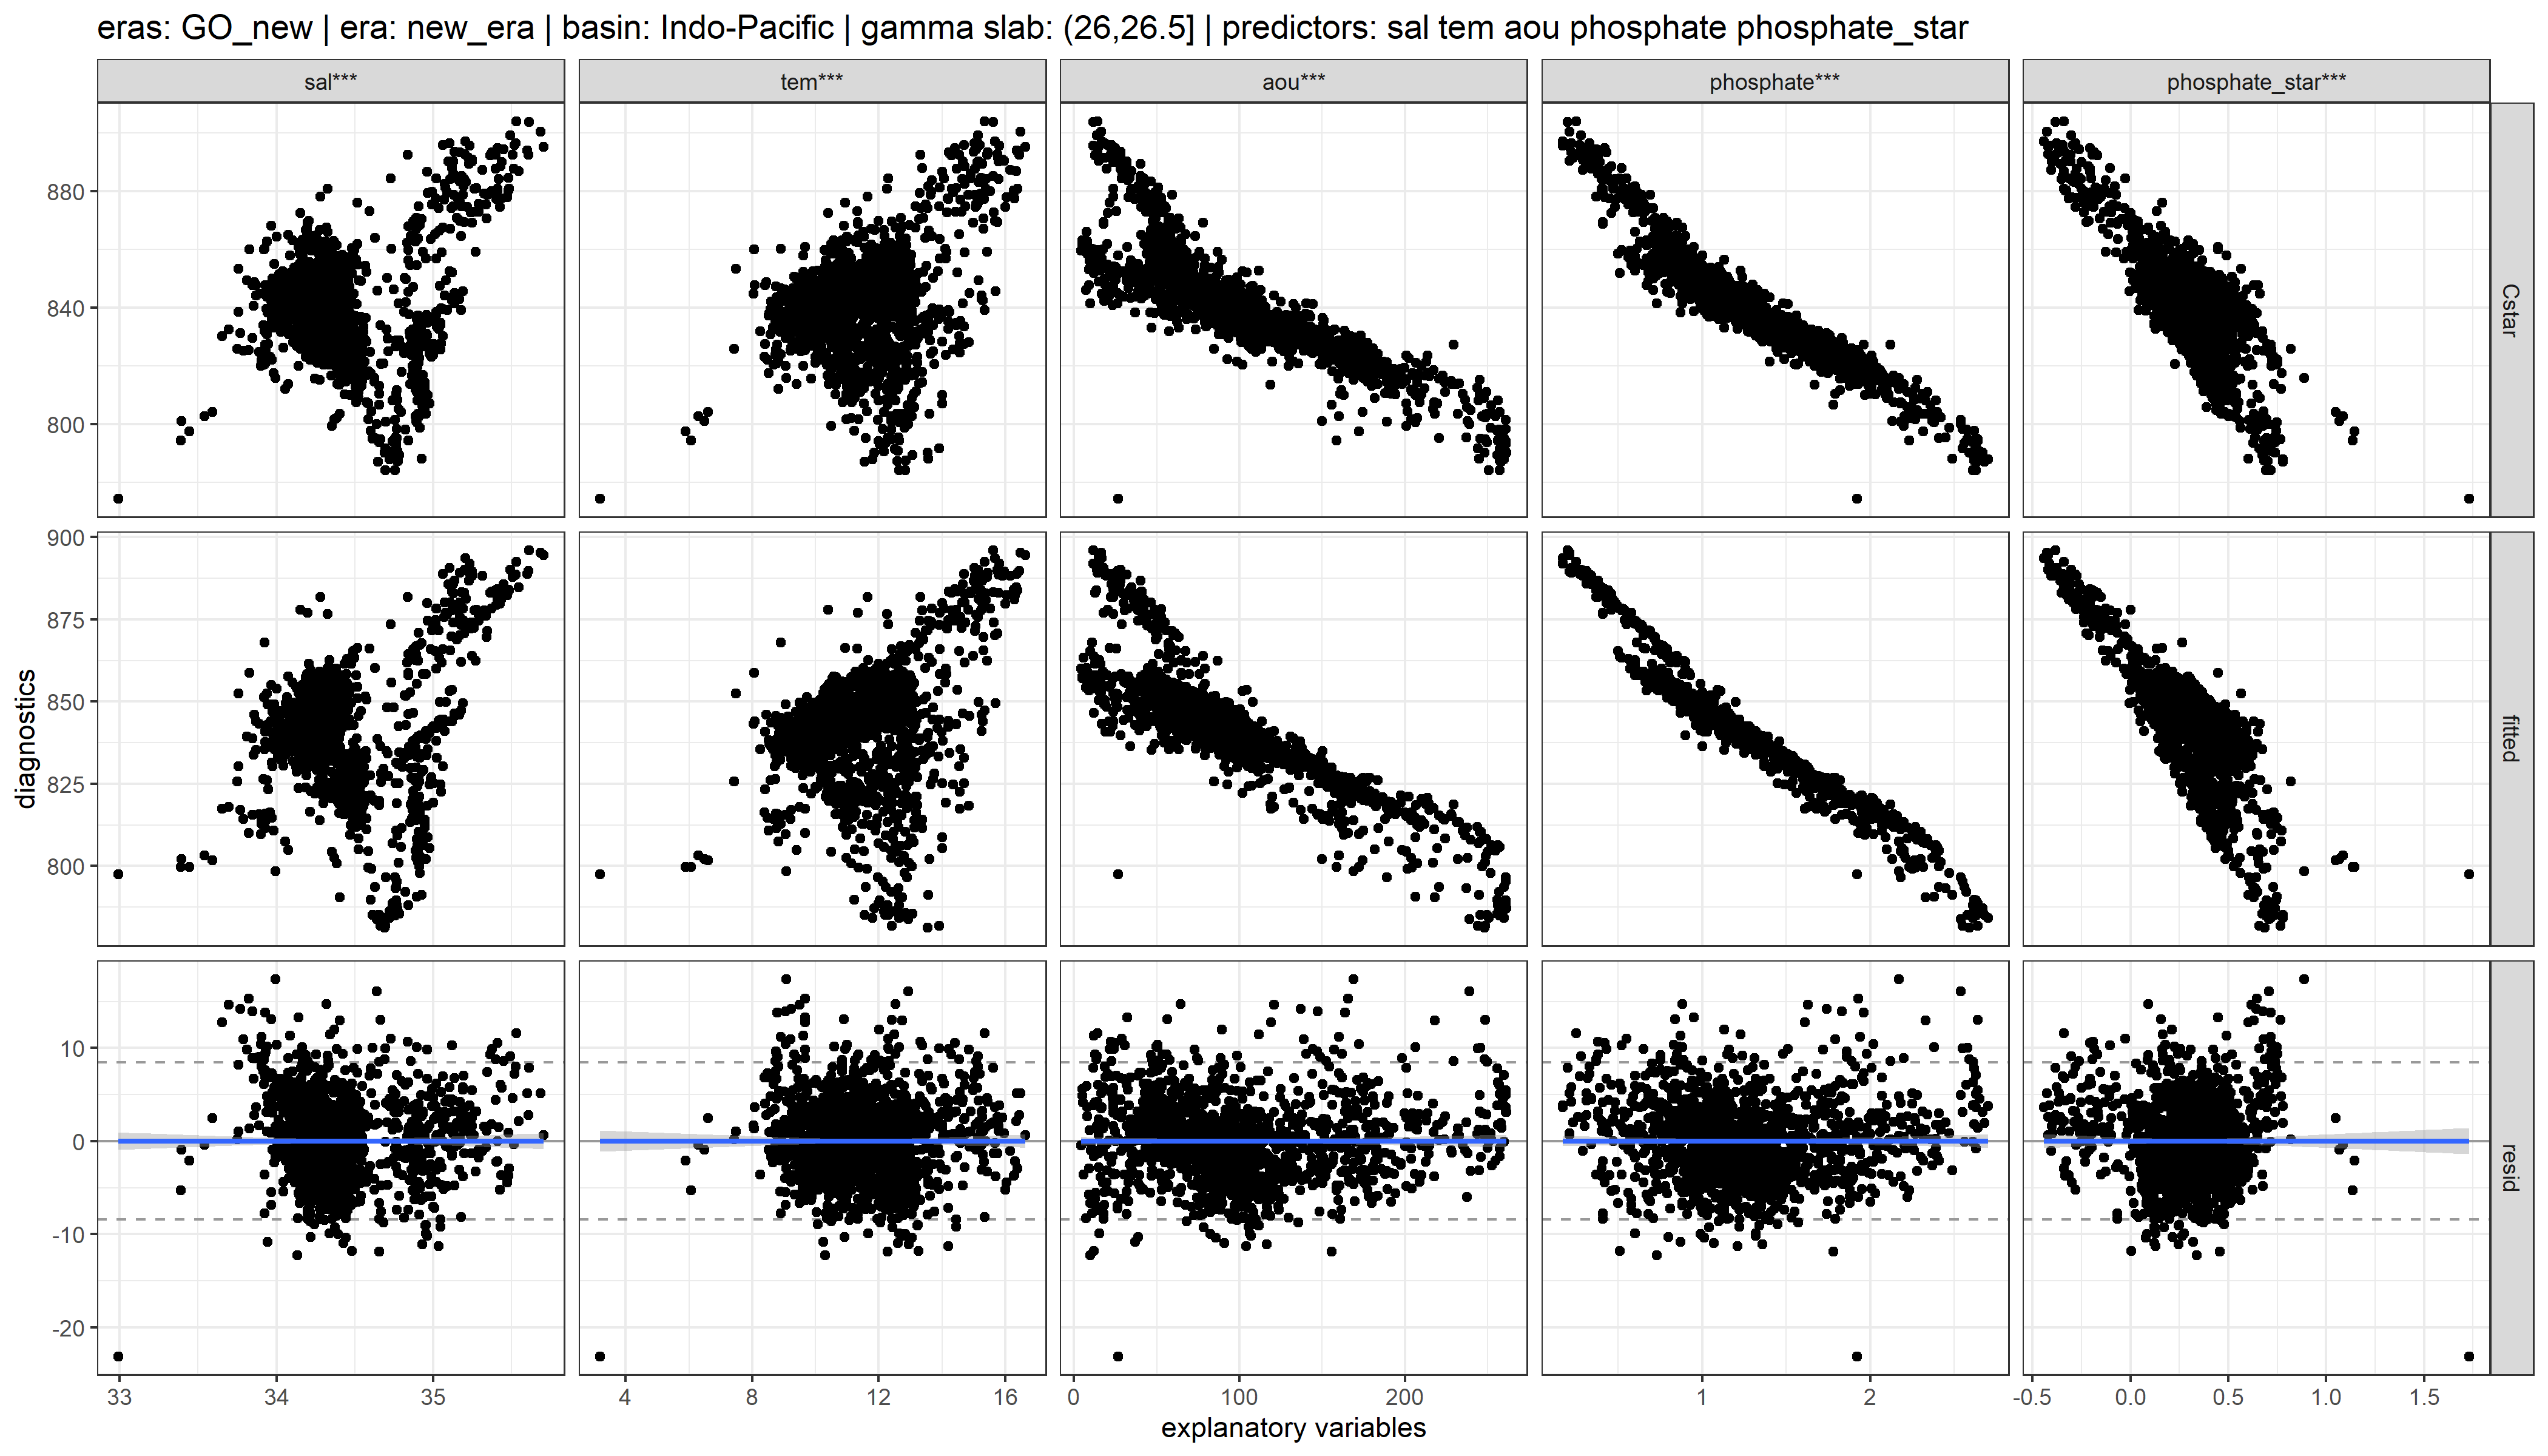 eras: GO_new | era: new_era | basin: Indo-Pacific | gamma slab: (26,26.5] | predictors: sal tem aou phosphate phosphate_star
sal*** tem*** aou*** phosphate*** phosphate_star***
880
840
800
Cstar
900
875
850
825
800
fitted
10
0
-10
-20
resid
diagnostics
33 34 35 4 8 12 16 0 100 200 1 2 -0.5 0.0 0.5 1.0 1.5
explanatory variables